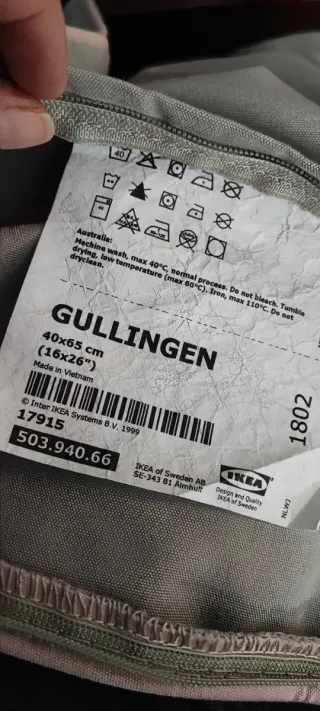 40
40
Australia:
Machine wash, max 40°C, normal process. Do not bleach. Tumble
drying, low temperature (max 60°C). Iron, max 110°C. Do not
dryclean.
GULLINGEN
40x65 cm
(16x26")
Made in Vietnam
© Inter IKEA Systems B.V. 1999
17915
503.940.66
IKEA of Sweden AB
SE-343 81 Älmhult
IKEA
Design and Quality
IKEA of Sweden
1802
NLWJ